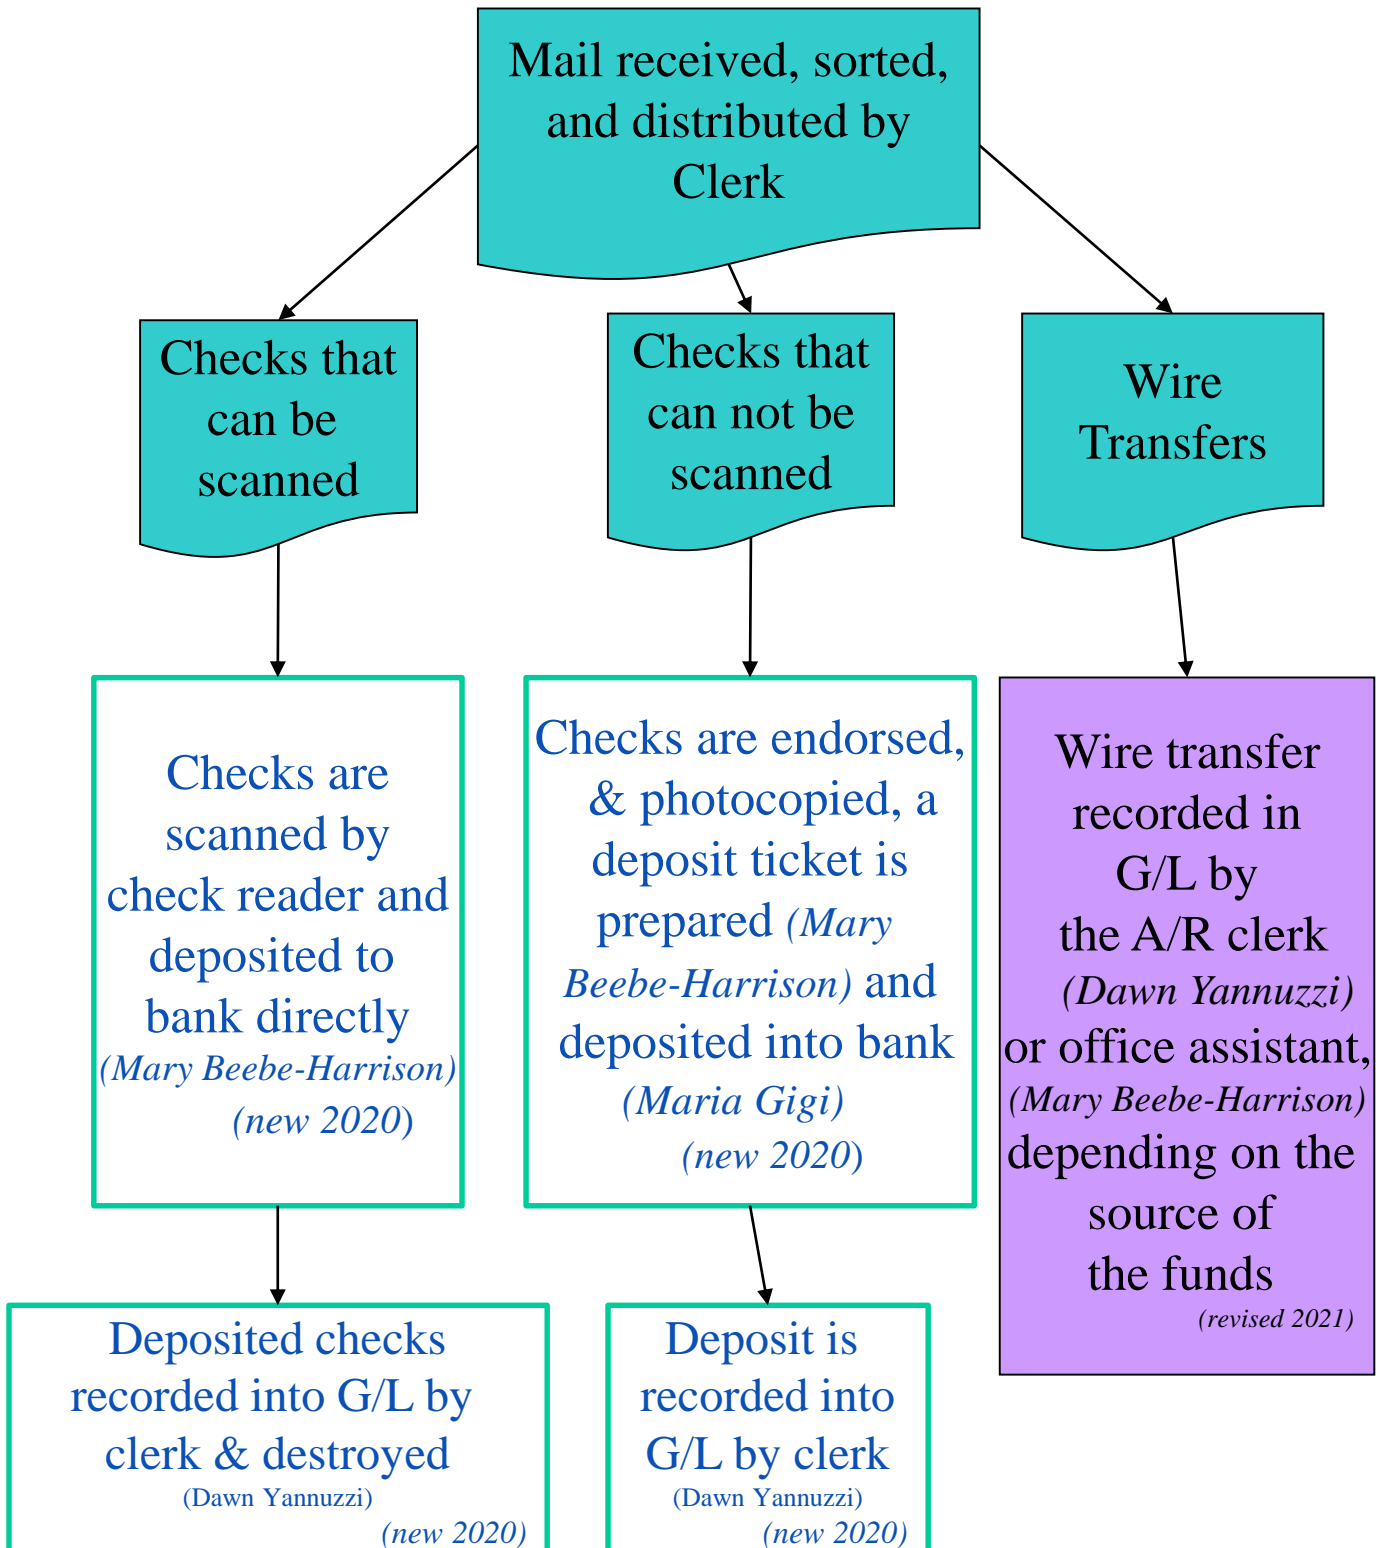 Mail received, sorted,
and distributed by
Clerk
Checks that
can be
scanned
Checks that
can not be
scanned
Wire
Transfers
Checks are
scanned by
check reader and
deposited to
bank directly
(Mary Beebe-Harrison)
(new 2020)
Checks are endorsed,
& photocopied, a
deposit ticket is
prepared (Mary
Beebe-Harrison) and
deposited into bank
(Maria Gigi)
(new 2020)
Wire transfer
recorded in
G/L by
the A/R clerk
(Dawn Yannuzzi)
or office assistant,
(Mary Beebe-Harrison)
depending on the
source of
the funds
(revised 2021)
Deposited checks
recorded into G/L by
clerk & destroyed
(Dawn Yannuzzi)
(new 2020)
Deposit is
recorded into
G/L by clerk
(Dawn Yannuzzi)
(new 2020)